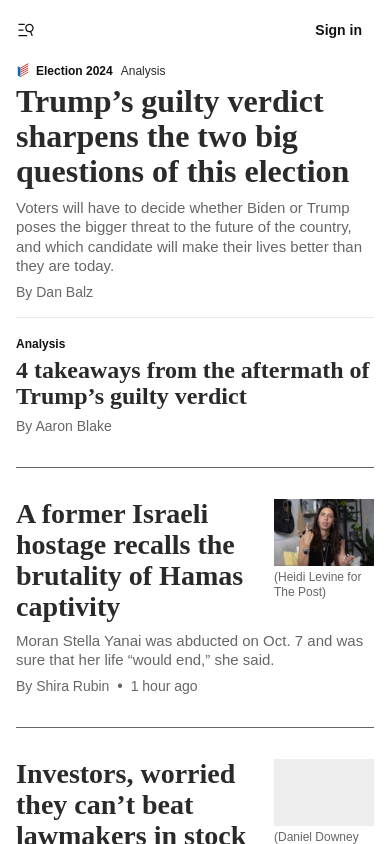 Sign in
Election 2024 Analysis
Trump’s guilty verdict
sharpens the two big
questions of this election
Voters will have to decide whether Biden or Trump
poses the bigger threat to the future of the country,
and which candidate will make their lives better than
they are today.
By Dan Balz
Analysis
4 takeaways from the aftermath of
Trump’s guilty verdict
By Aaron Blake
A former Israeli
hostage recalls the
brutality of Hamas
captivity
(Heidi Levine for
The Post)
Moran Stella Yanai was abducted on Oct. 7 and was
sure that her life “would end,” she said.
By Shira Rubin • 1 hour ago
Investors, worried
they can’t beat
lawmakers in stock
(Daniel Downey